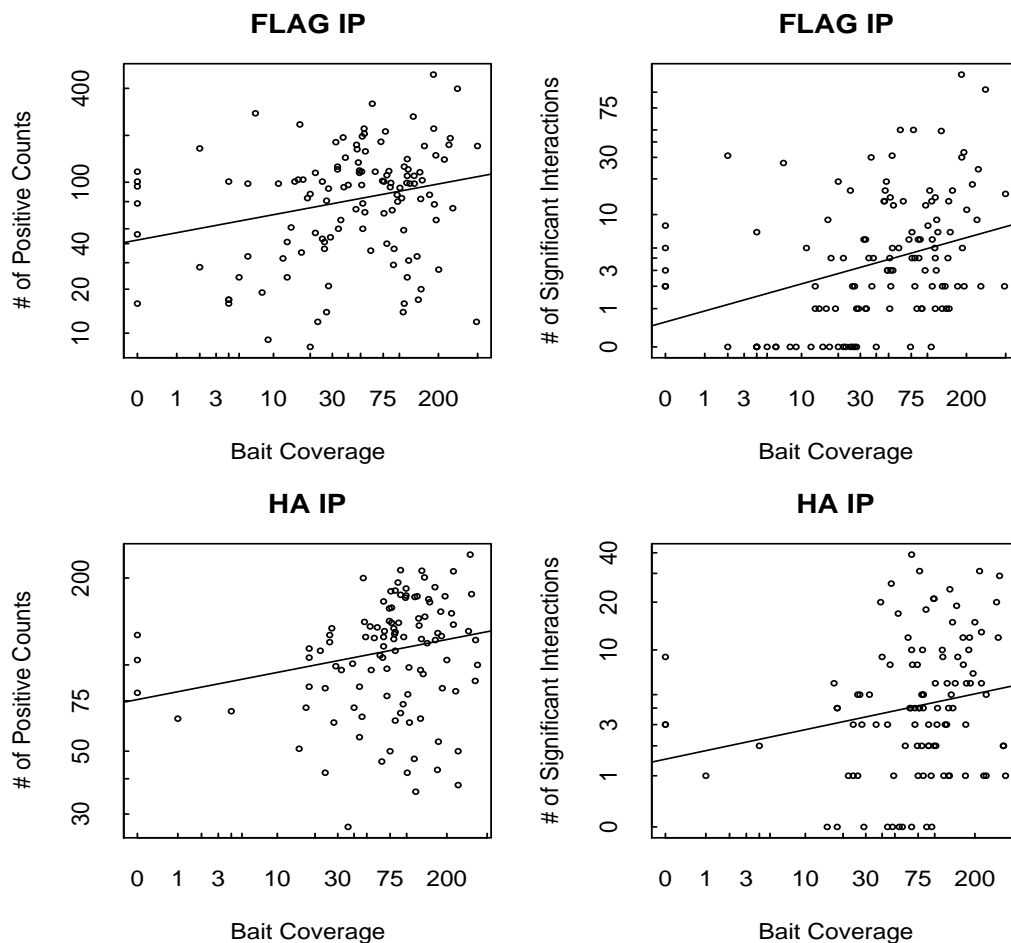 FLAG IP
# of Positive Counts
400
100
40
20
10
0 1 3 10 30 75 200
Bait Coverage
FLAG IP
# of Significant Interactions
75
30
10
3
1
0
0 1 3 10 30 75 200
Bait Coverage
HA IP
# of Positive Counts
200
75
50
30
0 1 3 10 30 75 200
Bait Coverage
HA IP
# of Significant Interactions
40
20
10
3
1
0
0 1 3 10 30 75 200
Bait Coverage